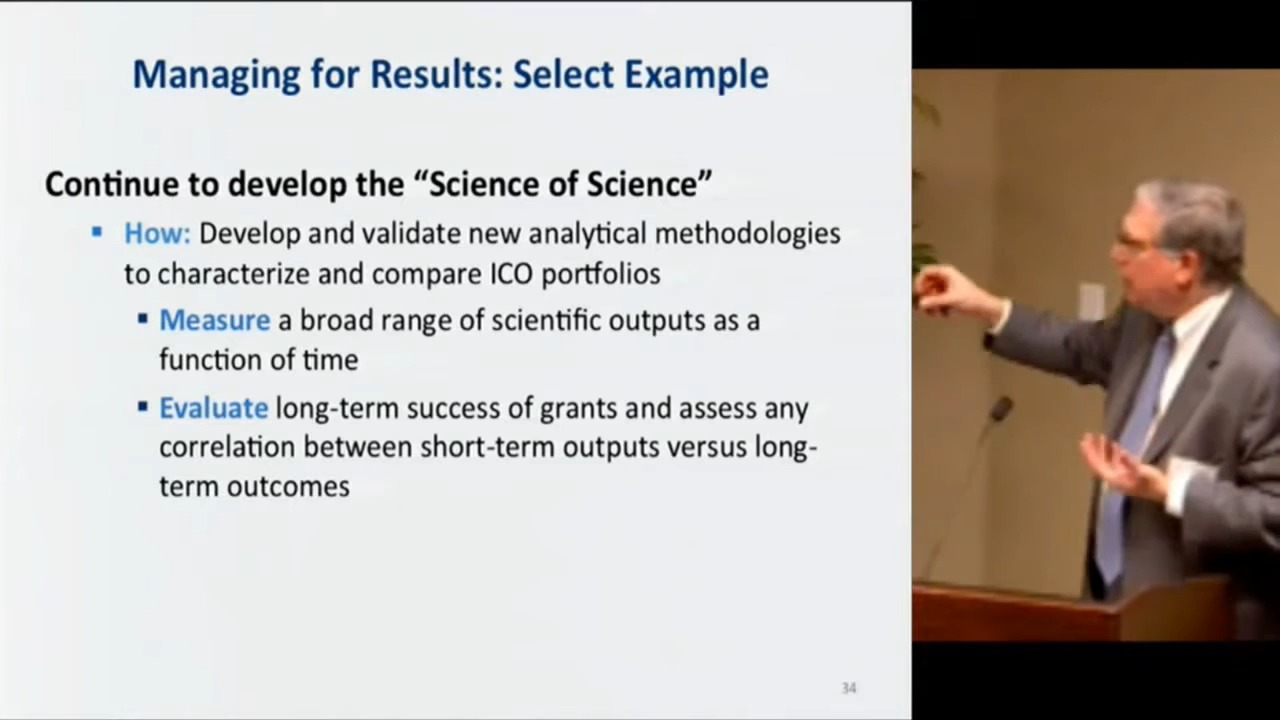 Managing for Results: Select Example
Continue to develop the “Science of Science”
▪ How: Develop and validate new analytical methodologies
to characterize and compare ICO portfolios
▪ Measure a broad range of scientific outputs as a
function of time
▪ Evaluate long-term success of grants and assess any
correlation between short-term outputs versus long-
term outcomes
34